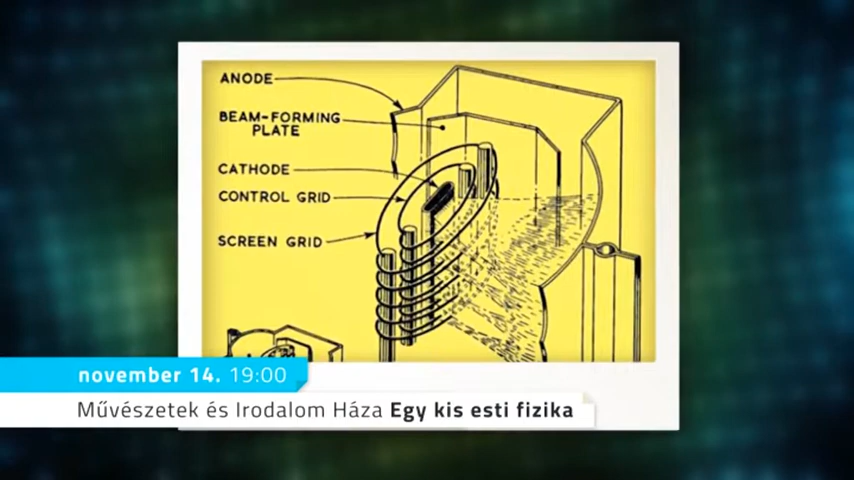 ANODE
BEAM-FORMING
PLATE
CATHODE
CONTROL GRID
SCREEN GRID
november 14. 19:00
Művészetek és Irodalom Háza Egy kis esti fizika